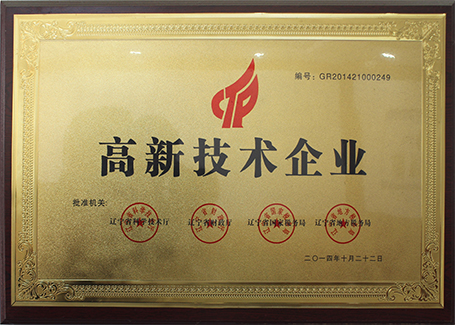 编号：GR201421000249
高新技术企业
批准机关：
辽宁省科学技术厅 辽宁省财政厅 辽宁省国家税务局 辽宁省地方税务局
二〇一四年十月二十二日